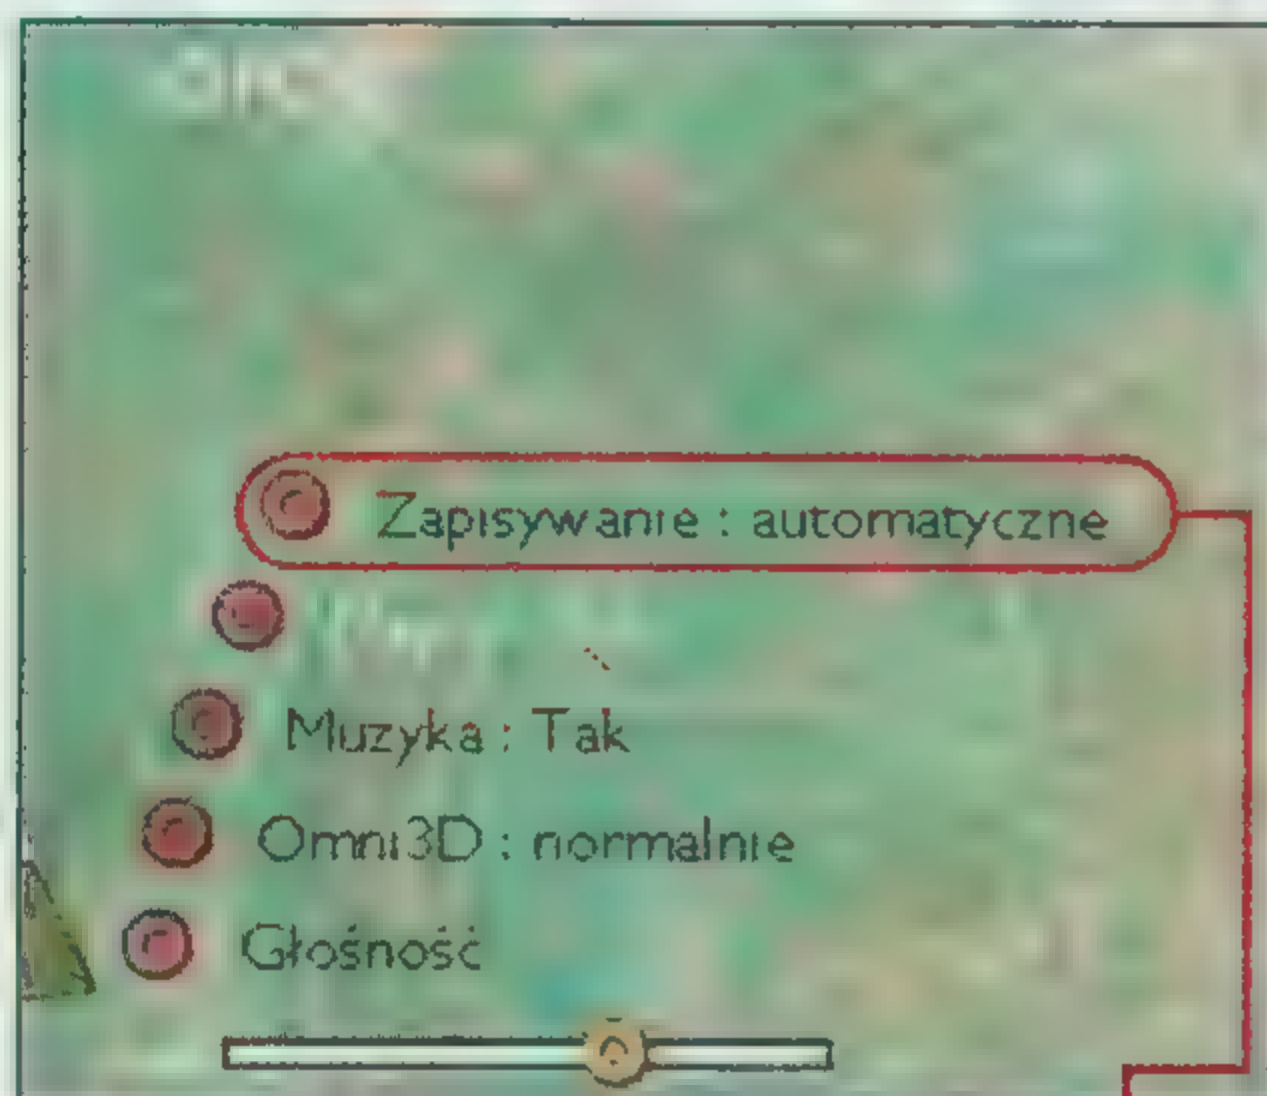 Zapisywanie : automatyczne
Muzyka : Tak
Omni3D : normalnie
Głośność